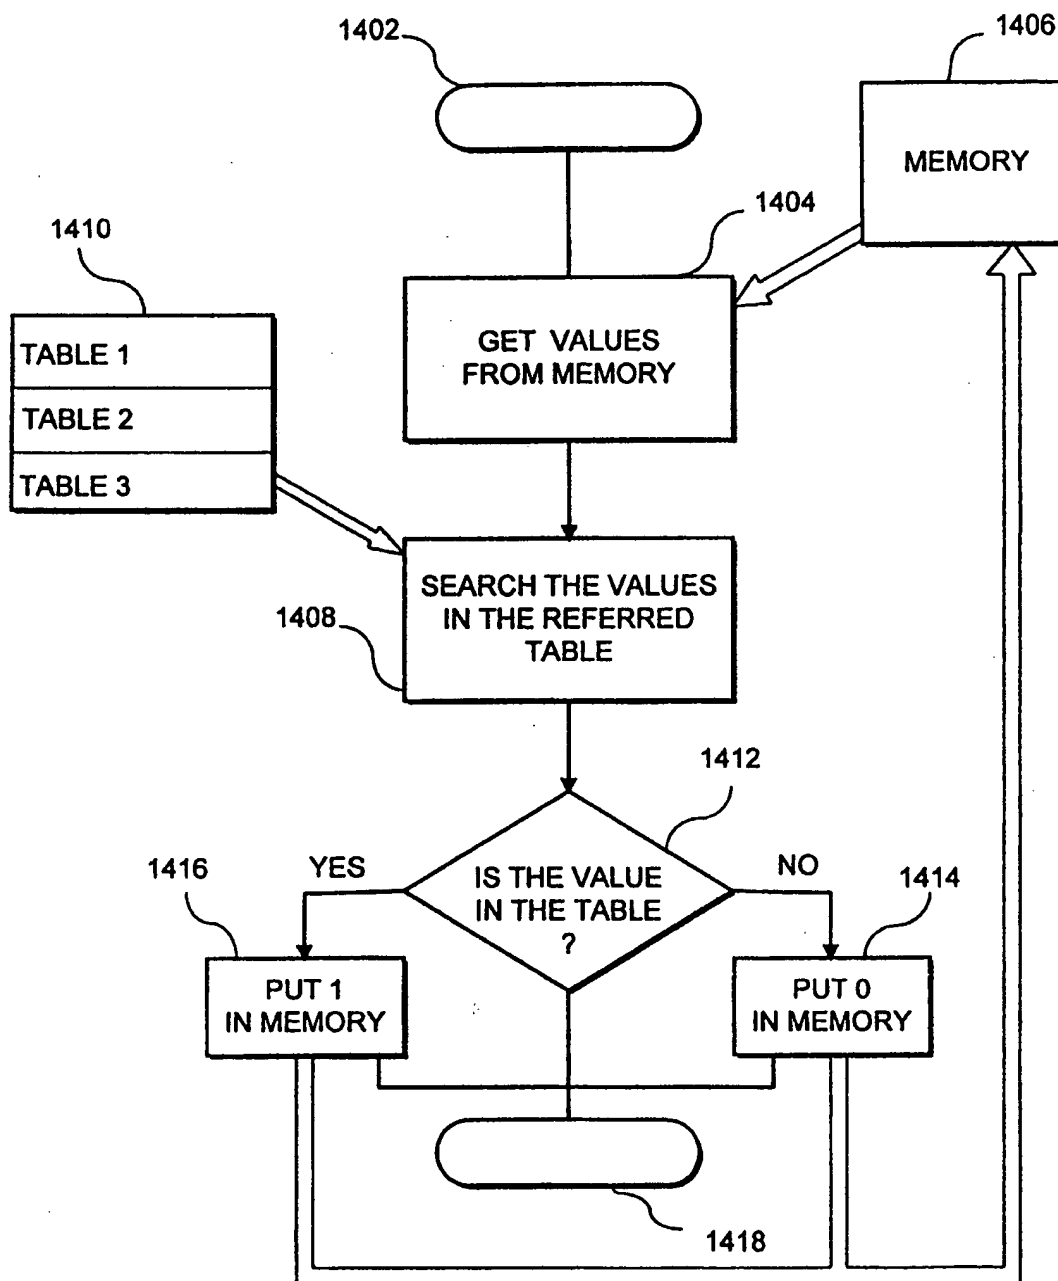 1402
1406
MEMORY
1404
1410
GET VALUES
FROM MEMORY
TABLE 1
TABLE 2
TABLE 3
SEARCH THE VALUES
IN THE REFERRED
TABLE
1408
1412
YES
NO
1416
IS THE VALUE
IN THE TABLE
?
1414
PUT 1
IN MEMORY
PUT 0
IN MEMORY
1418